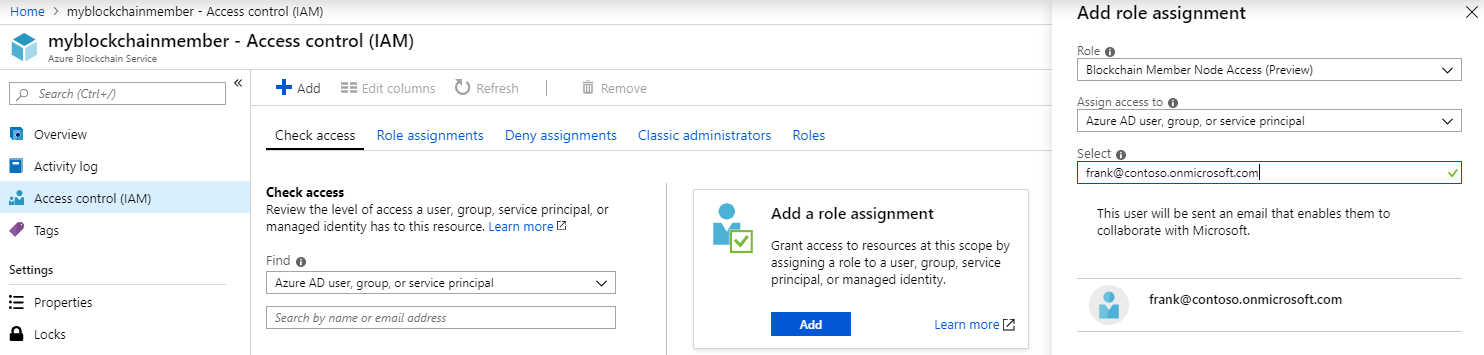 Home > myblockchainmember - Access control (IAM)
myblockchainmember - Access control (IAM)
Azure Blockchain Service
Search (Ctrl+/)
Overview
Activity log
Access control (IAM)
Tags
Settings
Properties
Locks
Add Edit columns Refresh Remove
Check access Role assignments Deny assignments Classic administrators Roles
Check access
Review the level of access a user, group, service principal, or
managed identity has to this resource. Learn more
Find
Azure AD user, group, or service principal
Search by name or email address
Add a role assignment
Grant access to resources at this scope by
assigning a role to a user, group, service
principal, or managed identity.
Add Learn more
Add role assignment
Role
Blockchain Member Node Access (Preview)
Assign access to
Azure AD user, group, or service principal
Select
frank@contoso.onmicrosoft.com
This user will be sent an email that enables them to
collaborate with Microsoft.
frank@contoso.onmicrosoft.com